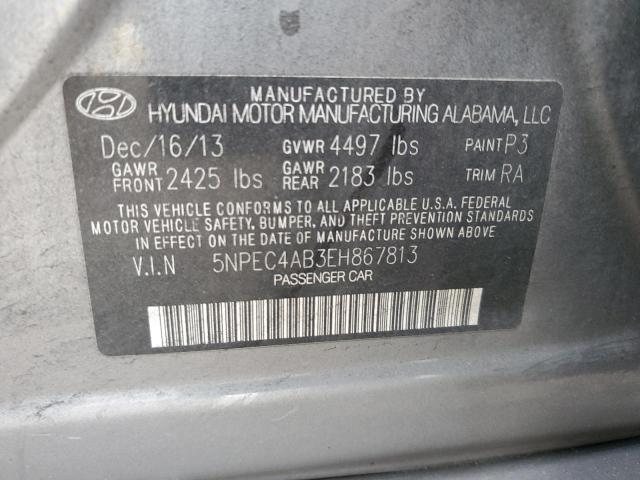 MANUFACTURED BY
HYUNDAI MOTOR MANUFACTURING ALABAMA, LLC
Dec/16/13 GVWR 4497 lbs PAINT P3
GAWR FRONT 2425 lbs GAWR REAR 2183 lbs TRIM RA
THIS VEHICLE CONFORMS TO ALL APPLICABLE U.S.A. FEDERAL
MOTOR VEHICLE SAFETY, BUMPER, AND THEFT PREVENTION STANDARDS
IN EFFECT ON THE DATE OF MANUFACTURE SHOWN ABOVE.
V.I.N 5NPEC4AB3EH867813
PASSENGER CAR